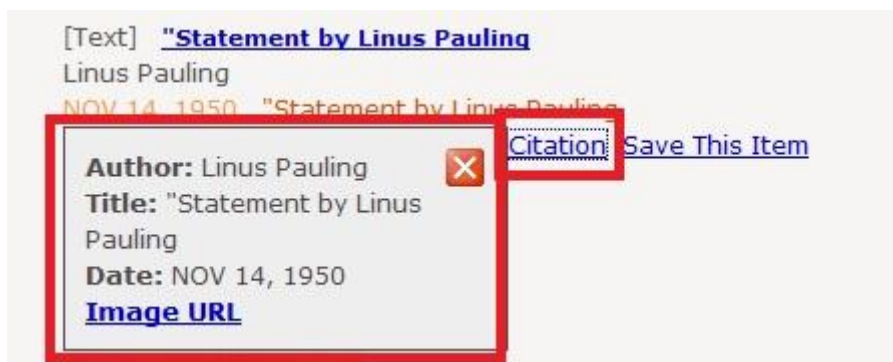 [Text] "Statement by Linus Pauling
Linus Pauling
NOV 14, 1950 "Statement by Linus Pauling
Citation Save This Item
Author: Linus Pauling
Title: "Statement by Linus
Pauling
Date: NOV 14, 1950
Image URL